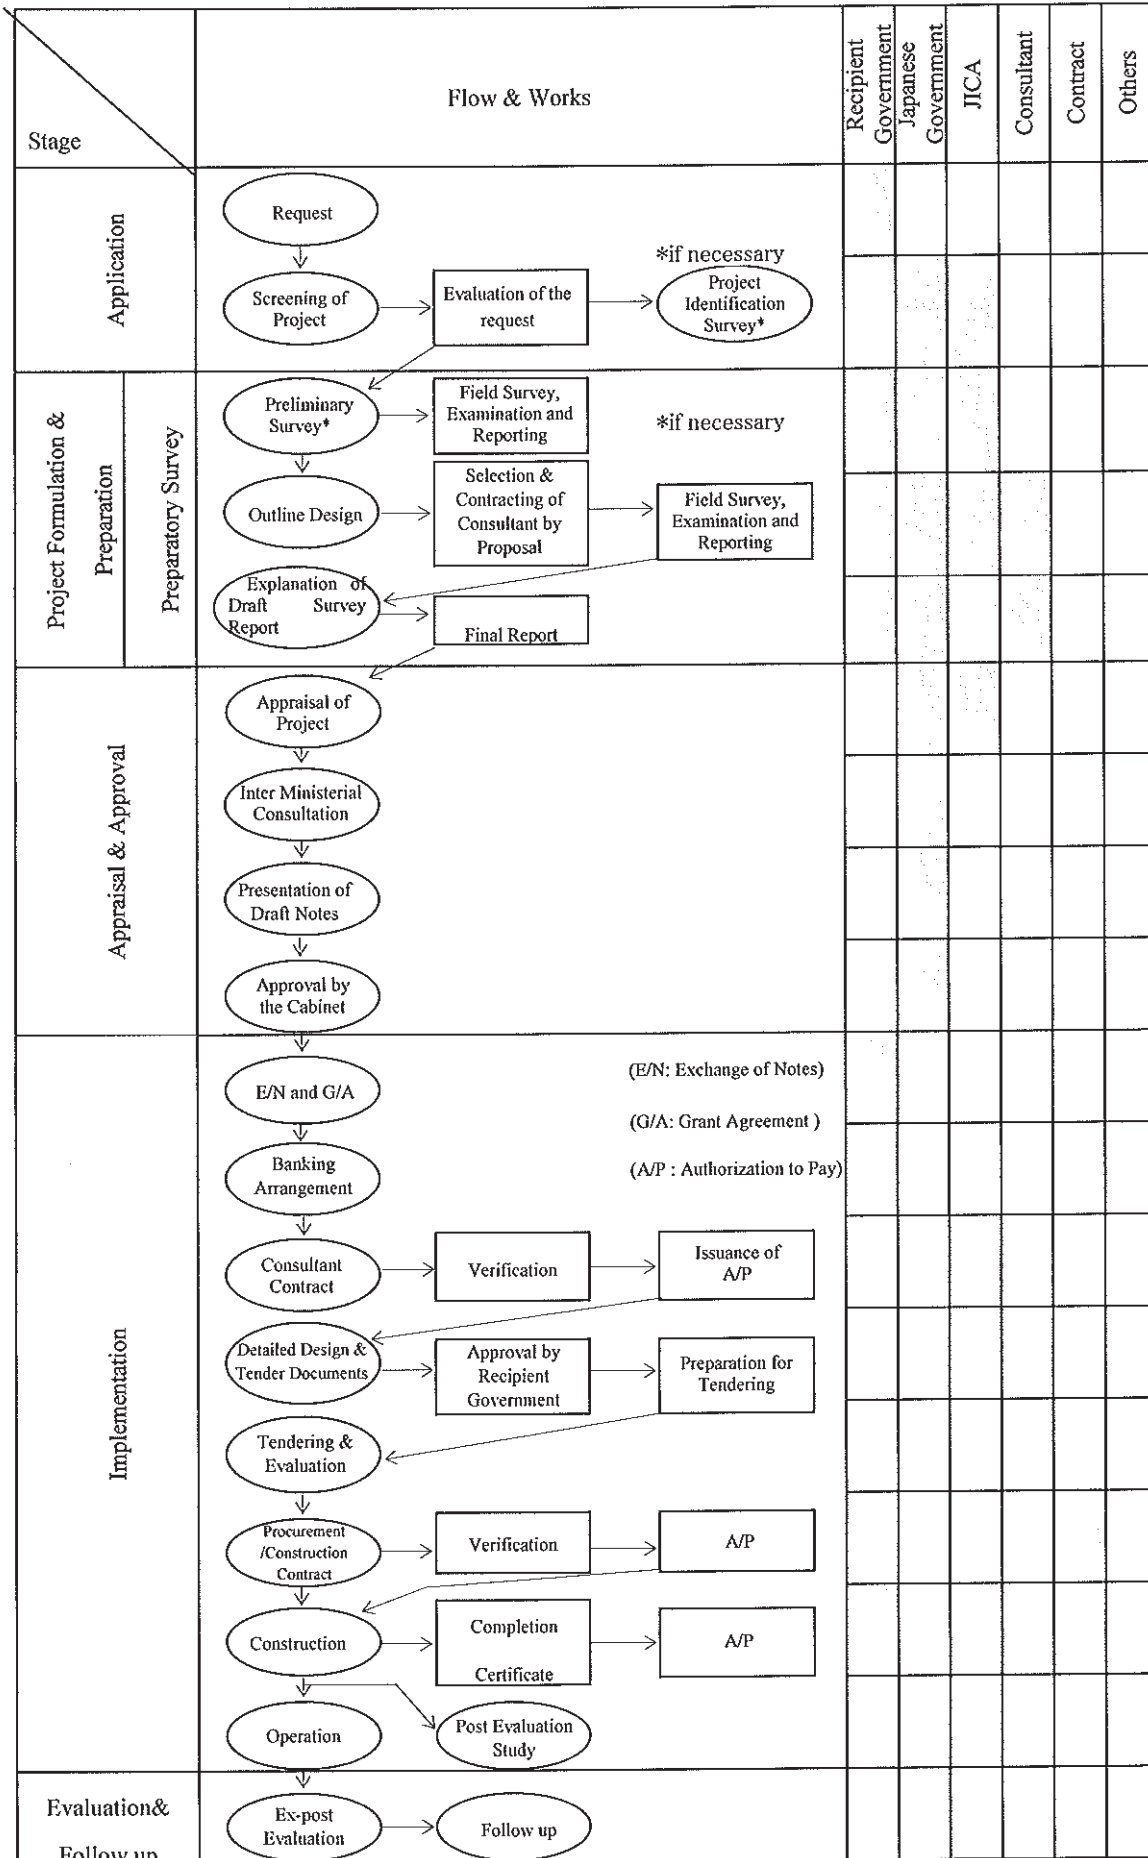 Stage
Flow & Works
Recipient
Government
Japanese
Government
JICA
Consultant
Contract
Others
Application
Request
Screening of
Project
Evaluation of the
request
*if necessary
Project
Identification
Survey*
Project Formulation &
Preparation
Preparatory Survey
Preliminary
Survey*
Field Survey,
Examination and
Reporting
*if necessary
Outline Design
Selection &
Contracting of
Consultant by
Proposal
Field Survey,
Examination and
Reporting
Explanation of
Draft Survey
Report
Final Report
Appraisal & Approval
Appraisal of
Project
Inter Ministerial
Consultation
Presentation of
Draft Notes
Approval by
the Cabinet
Implementation
E/N and G/A
(E/N: Exchange of Notes)
(G/A: Grant Agreement )
(A/P : Authorization to Pay)
Banking
Arrangement
Consultant
Contract
Verification
Issuance of
A/P
Detailed Design &
Tender Documents
Approval by
Recipient
Government
Preparation for
Tendering
Tendering &
Evaluation
Procurement
/Construction
Contract
Verification
A/P
Construction
Completion
Certificate
A/P
Operation
Post Evaluation
Study
Evaluation&
Follow up
Ex-post
Evaluation
Follow up